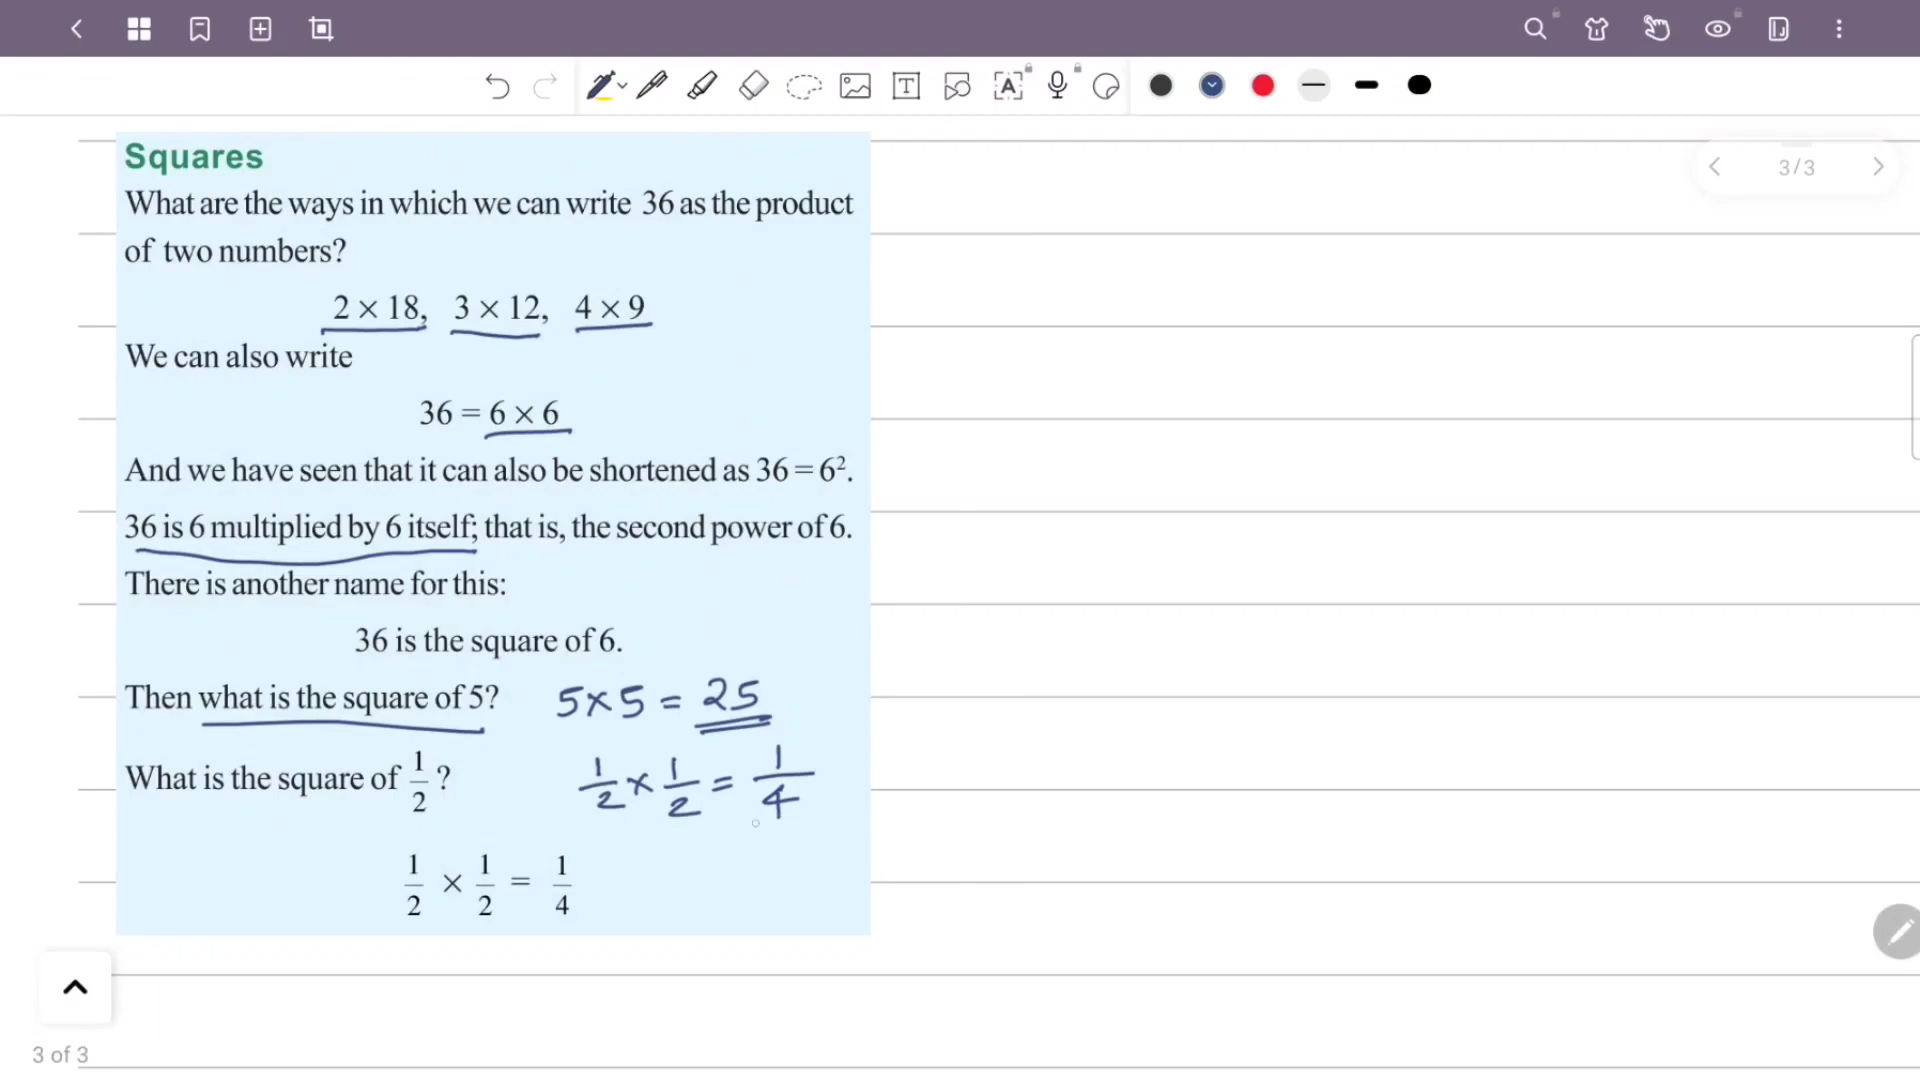 3/3
Squares
What are the ways in which we can write 36 as the product
of two numbers?
2 × 18, 3 × 12, 4 × 9
We can also write
36 = 6 × 6
And we have seen that it can also be shortened as 36 = 6².
36 is 6 multiplied by 6 itself; that is, the second power of 6.
There is another name for this:
36 is the square of 6.
Then what is the square of 5? 5×5 = 25
What is the square of 1/2 ? 1/2 × 1/2 = 1/4
1/2 × 1/2 = 1/4
3 of 3